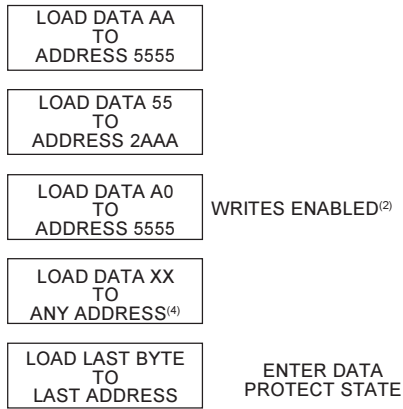 LOAD DATA AA
TO
ADDRESS 5555
LOAD DATA 55
TO
ADDRESS 2AAA
LOAD DATA A0
TO
ADDRESS 5555
WRITES ENABLED(2)
LOAD DATA XX
TO
ANY ADDRESS(4)
LOAD LAST BYTE
TO
LAST ADDRESS
ENTER DATA
PROTECT STATE